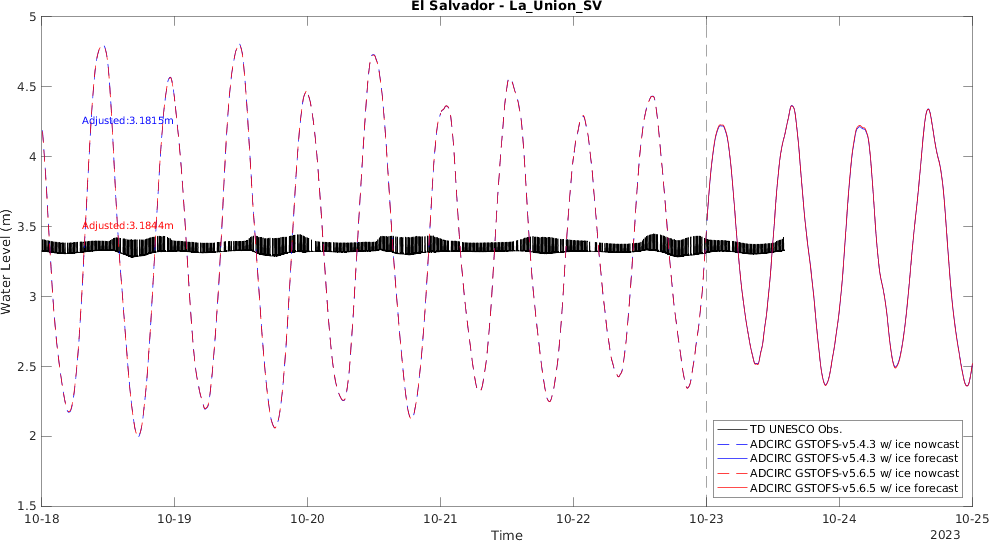 El Salvador - La_Union_SV
5
4.5
4
3.5
3
2.5
2
1.5
Water Level (m)
Adjusted:3.1815m
Adjusted:3.1844m
TD UNESCO Obs.
ADCIRC GSTOFS-v5.4.3 w/ ice nowcast
ADCIRC GSTOFS-v5.4.3 w/ ice forecast
ADCIRC GSTOFS-v5.6.5 w/ ice nowcast
ADCIRC GSTOFS-v5.6.5 w/ ice forecast
10-18 10-19 10-20 10-21 10-22 10-23 10-24 10-25
Time
2023